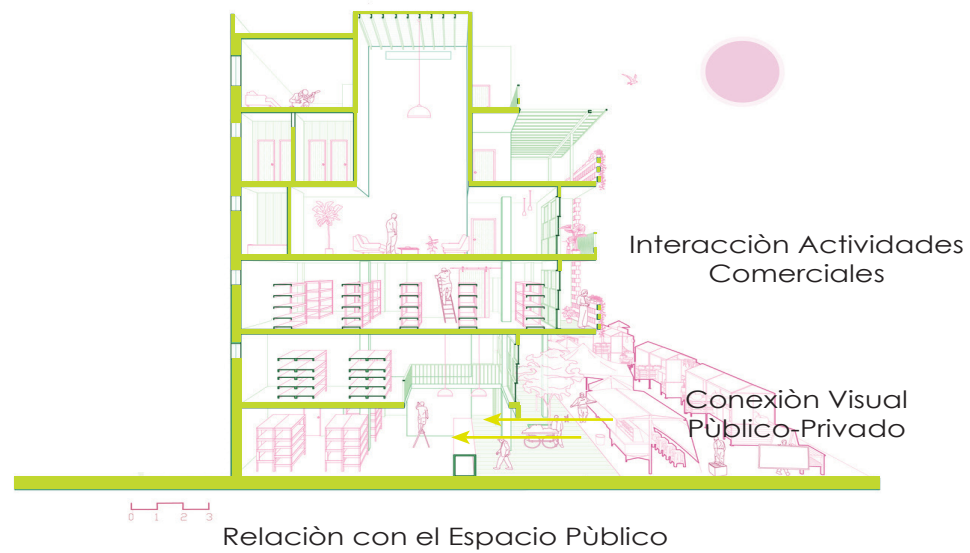 Interacciòn Actividades
Comerciales
Conexiòn Visual
Pùblico-Privado
0 1 2 3
Relaciòn con el Espacio Pùblico